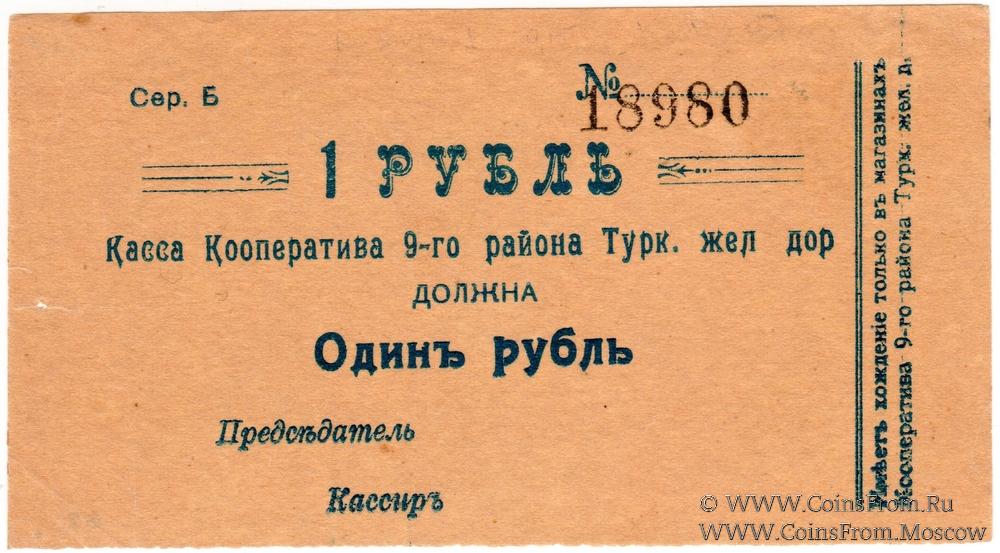 Сер. Б
№ 18980
1 РУБЛЬ
Касса Кооператива 9-го района Турк. жел дор
ДОЛЖНА
Одинъ рубль
Предсѣдатель
Кассиръ
Имѣетъ хожденіе только въ магазинахъ
Кооператива 9-го района Турк. жел. д.
© WWW.CoinsFrom.Ru
WWW.CoinsFrom.Moscow